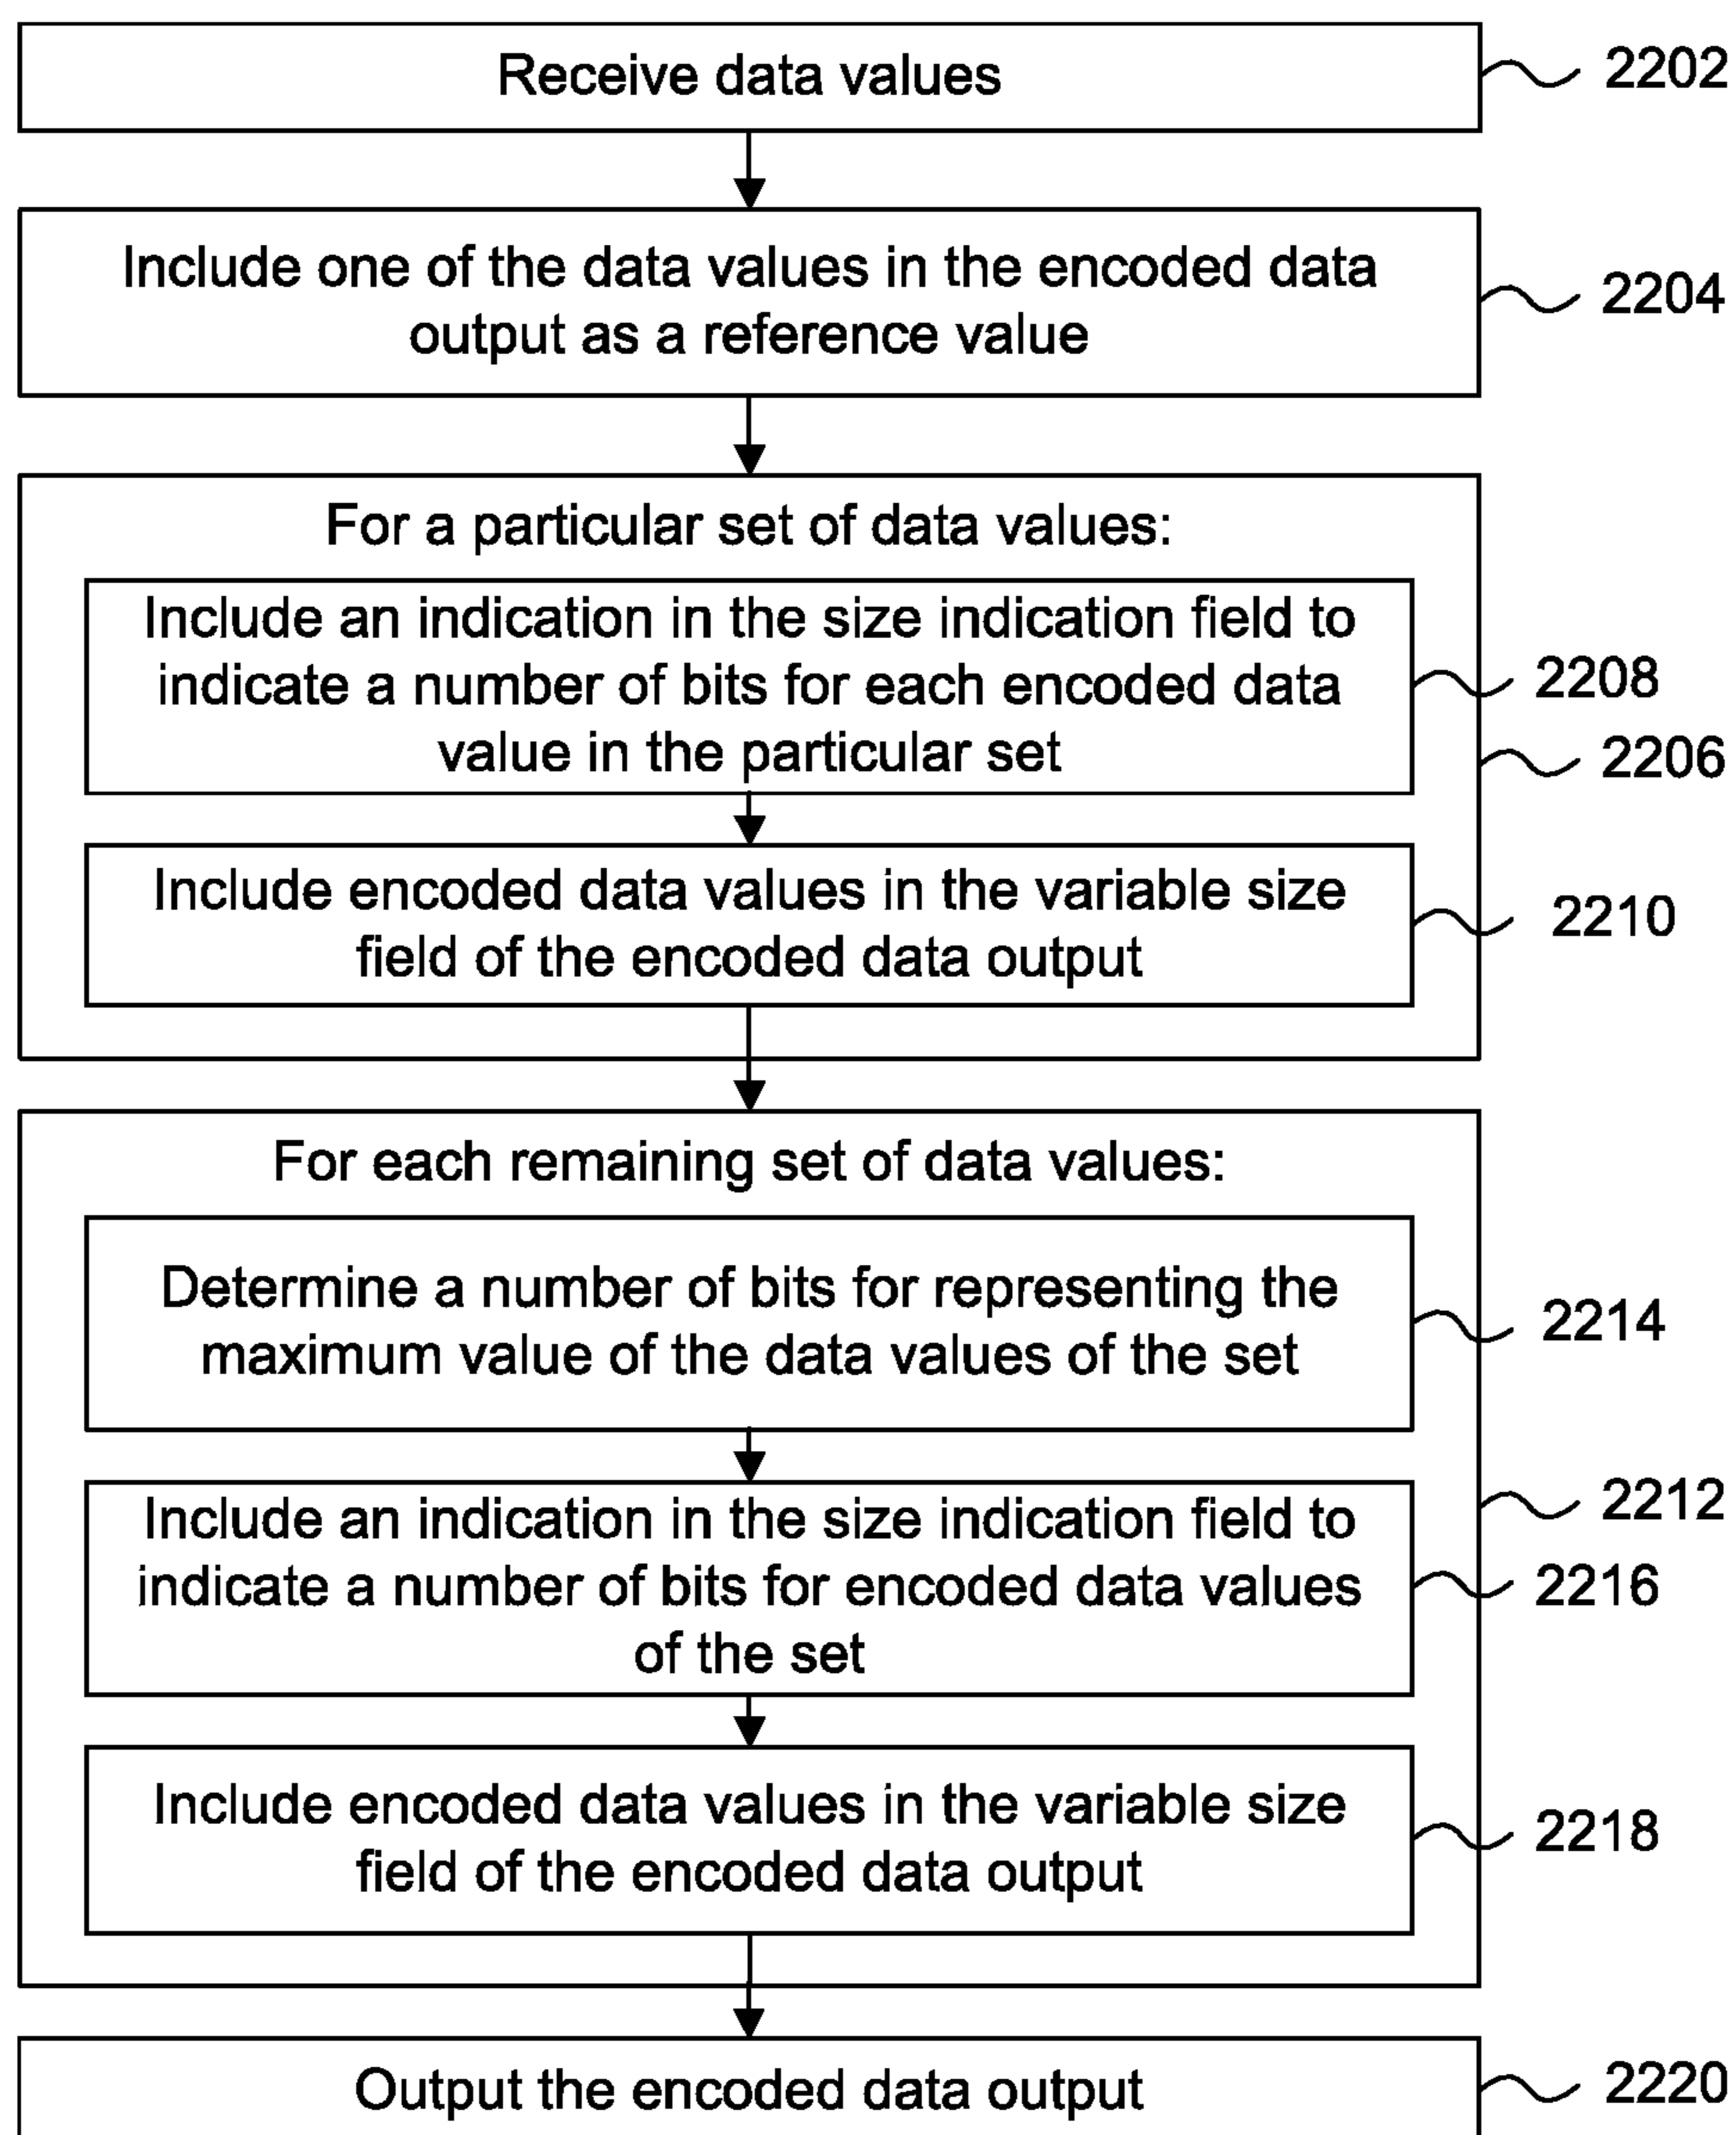 Receive data values
2202
Include one of the data values in the encoded data
output as a reference value
2204
For a particular set of data values:
Include an indication in the size indication field to
indicate a number of bits for each encoded data
value in the particular set
2208
2206
Include encoded data values in the variable size
field of the encoded data output
2210
For each remaining set of data values:
Determine a number of bits for representing the
maximum value of the data values of the set
2214
2212
Include an indication in the size indication field to
indicate a number of bits for encoded data values
of the set
2216
Include encoded data values in the variable size
field of the encoded data output
2218
Output the encoded data output
2220